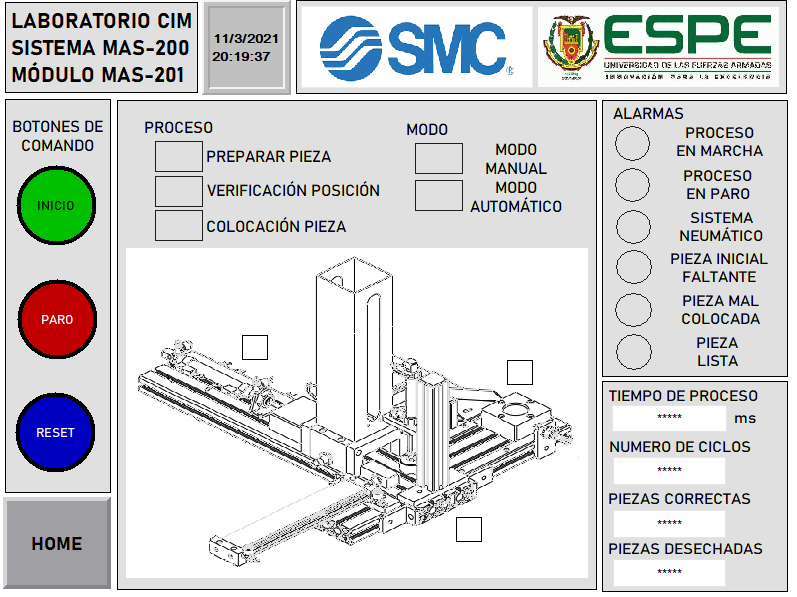 LABORATORIO CIM
SISTEMA MAS-200
MÓDULO MAS-201
11/3/2021
20:19:37
SMC
ESPE
UNIVERSIDAD DE LAS FUERZAS ARMADAS
INNOVACIÓN PARA LA EXCELENCIA
BOTONES DE
COMANDO
INICIO
PARO
RESET
HOME
PROCESO
PREPARAR PIEZA
VERIFICACIÓN POSICIÓN
COLOCACIÓN PIEZA
MODO
MODO
MANUAL
MODO
AUTOMÁTICO
ALARMAS
PROCESO
EN MARCHA
PROCESO
EN PARO
SISTEMA
NEUMÁTICO
PIEZA INICIAL
FALTANTE
PIEZA MAL
COLOCADA
PIEZA
LISTA
TIEMPO DE PROCESO
***** ms
NUMERO DE CICLOS
*****
PIEZAS CORRECTAS
*****
PIEZAS DESECHADAS
*****